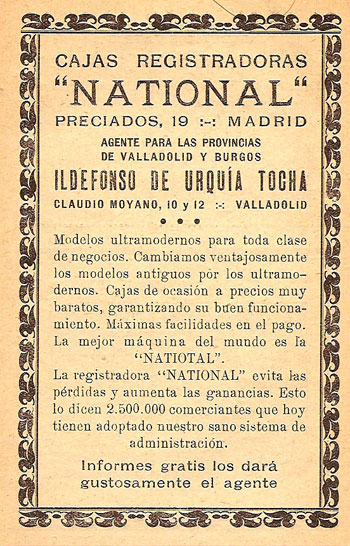 CAJAS REGISTRADORAS
"NATIONAL"
PRECIADOS, 19 :-: MADRID
AGENTE PARA LAS PROVINCIAS
DE VALLADOLID Y BURGOS
ILDEFONSO DE URQUÍA TOCHA
CLAUDIO MOYANO, 10 y 12 :-: VALLADOLID
Modelos ultramodernos para toda clase
de negocios. Cambiamos ventajosamente
los modelos antiguos por los ultramo-
dernos. Cajas de ocasión a precios muy
baratos, garantizando su buen funciona-
miento. Máximas facilidades en el pago.
La mejor máquina del mundo es la
"NATIOTAL".
La registradora "NATIONAL" evita las
pérdidas y aumenta las ganancias. Esto
lo dicen 2.500.000 comerciantes que hoy
tienen adoptado nuestro sano sistema de
administración.
Informes gratis los dará
gustosamente el agente